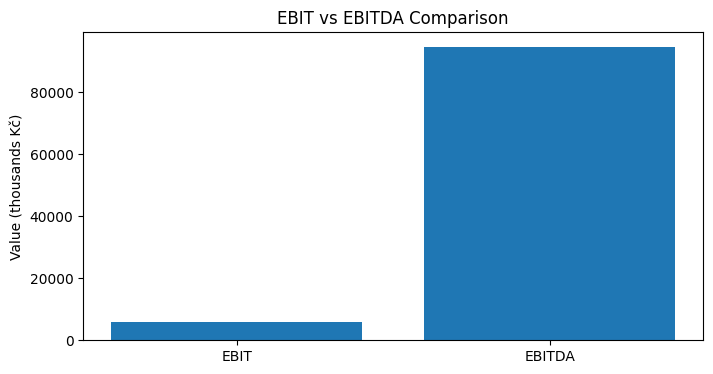 EBIT vs EBITDA Comparison
Value (thousands Kč)
80000
60000
40000
20000
0
EBIT
EBITDA